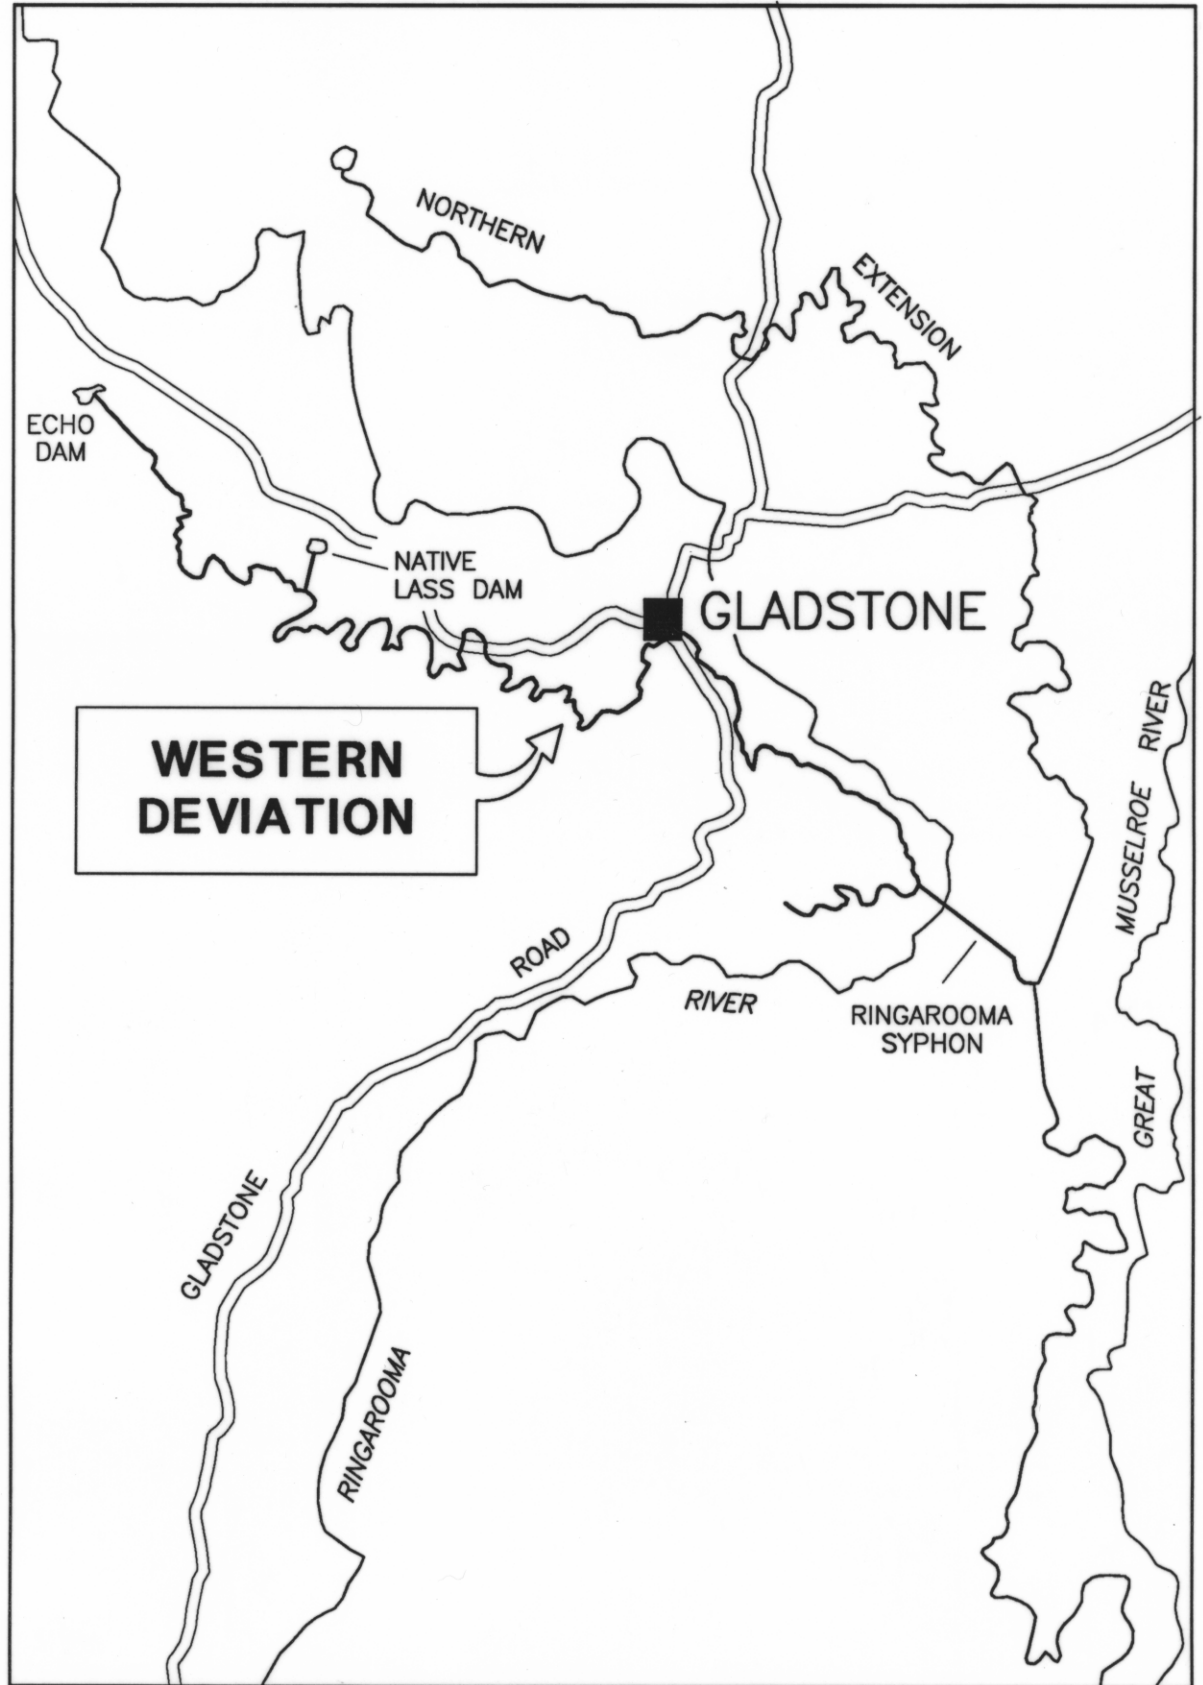 NORTHERN
EXTENSION
ECHO
DAM
NATIVE
LASS DAM
GLADSTONE
WESTERN
DEVIATION
MUSSELROE RIVER
ROAD
RIVER
RINGAROOMA
SYPHON
GREAT
GLADSTONE
RINGAROOMA